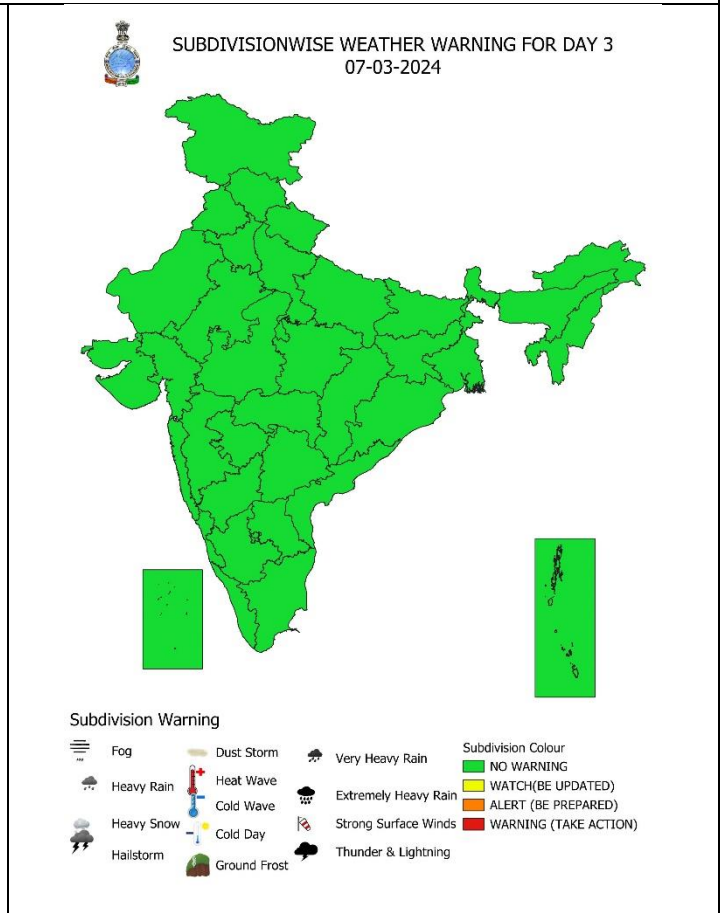 SUBDIVISIONWISE WEATHER WARNING FOR DAY 3
07-03-2024
Subdivision Warning
Fog
Heavy Rain
Heavy Snow
Hailstorm
Dust Storm
Heat Wave
Cold Wave
Cold Day
Ground Frost
Very Heavy Rain
Extremely Heavy Rain
Strong Surface Winds
Thunder & Lightning
Subdivision Colour
NO WARNING
WATCH(BE UPDATED)
ALERT (BE PREPARED)
WARNING (TAKE ACTION)